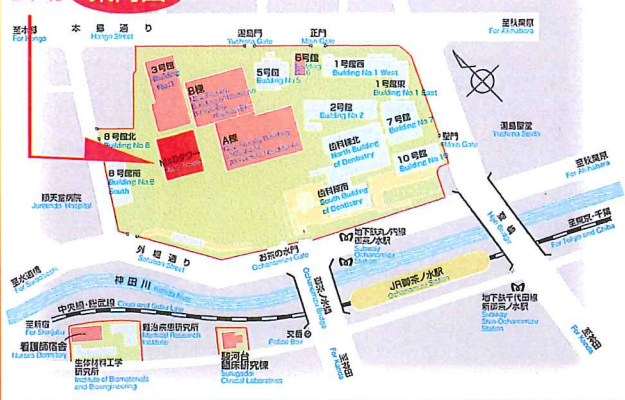 案内図
至本郷
For Hongo
本郷通り
Hongo Street
湯島門
Yushima Gate
正門
Main Gate
至秋葉原
For Akihabara
3号館
Building
No.3
B棟
5号館
Building No.5
6号館
1号館西
Building No.1 West
1号館東
Building No.1 East
2号館
Building No.2
7号館
Building No.7
A棟
8号館北
Building No.8
M&Dタワー
8号館南
Building No.8
South
歯科棟北
North Building
of Dentistry
10号館
Building No.10
聖門
Main Gate
湯島聖堂
Yushima Seido
歯科棟南
South Building
of Dentistry
順天堂病院
Juntendo Hospital
至秋葉原
For Akihabara
聖橋
Hijiri Bridge
至東京・千葉
For Tokyo and Chiba
外堀通り
Sotobori Street
お茶の水門
Ochanomizu Gate
地下鉄丸ノ内線
御茶ノ水駅
Subway
Ochanomizu
Station
至水道橋
For Suidobashi
神田川
Kanda River
御茶ノ水橋
Ochanomizu Bridge
JR御茶ノ水駅
Ochanomizu Station
地下鉄千代田線
新御茶ノ水駅
Subway
Shin-Ochanomizu
Station
中央線・総武線
Chuo and Sobu Line
至新宿
For Shinjuku
看護師宿舎
Nurses Dormitory
難治疾患研究所
Medical Research
Institute
交番
Police Box
至神田
For Kanda
至神田
For Kanda
生体材料工学
研究所
Institute of Biomaterials
and Bioengineering
駿河台
臨床研究棟
Surugadai
Clinical Laboratories